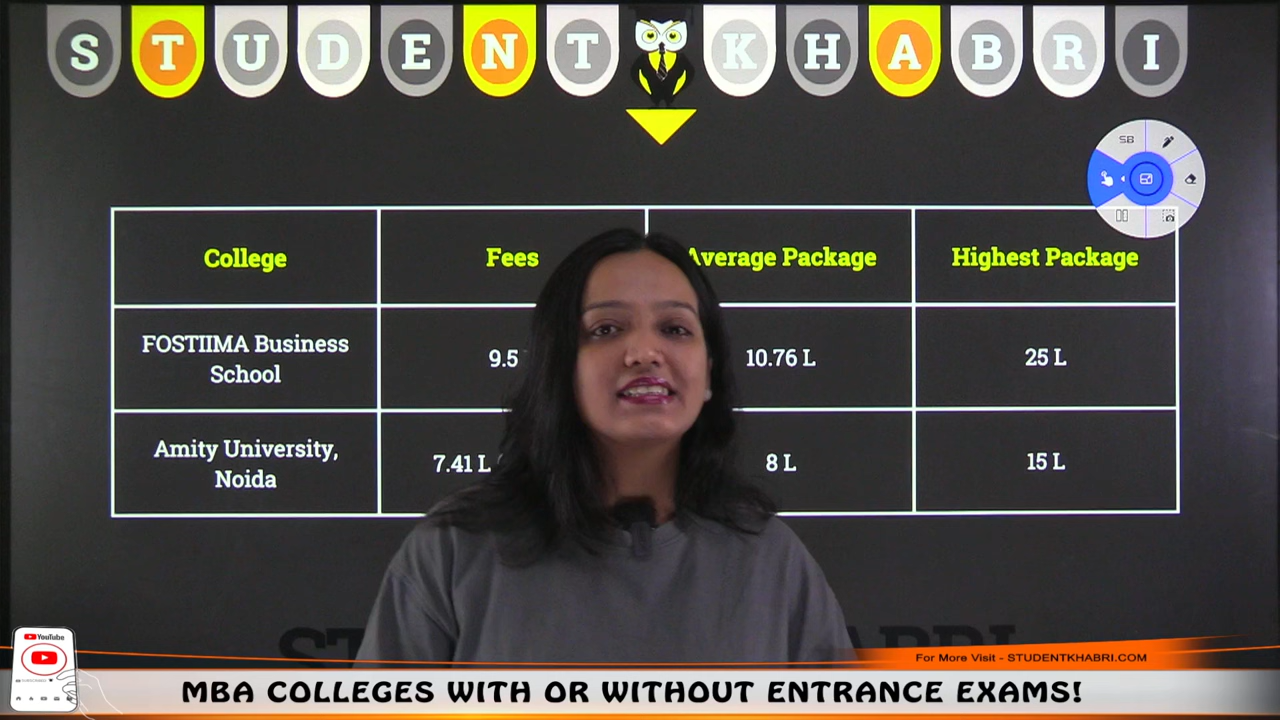 STUDENT KHABRI
SB
College Fees Average Package Highest Package
FOSTIIMA Business
School
9.5 10.76 L 25 L
Amity University,
Noida
7.41 L 8 L 15 L
YouTube
For More Visit - STUDENTKHABRI.COM
MBA COLLEGES WITH OR WITHOUT ENTRANCE EXAMS!